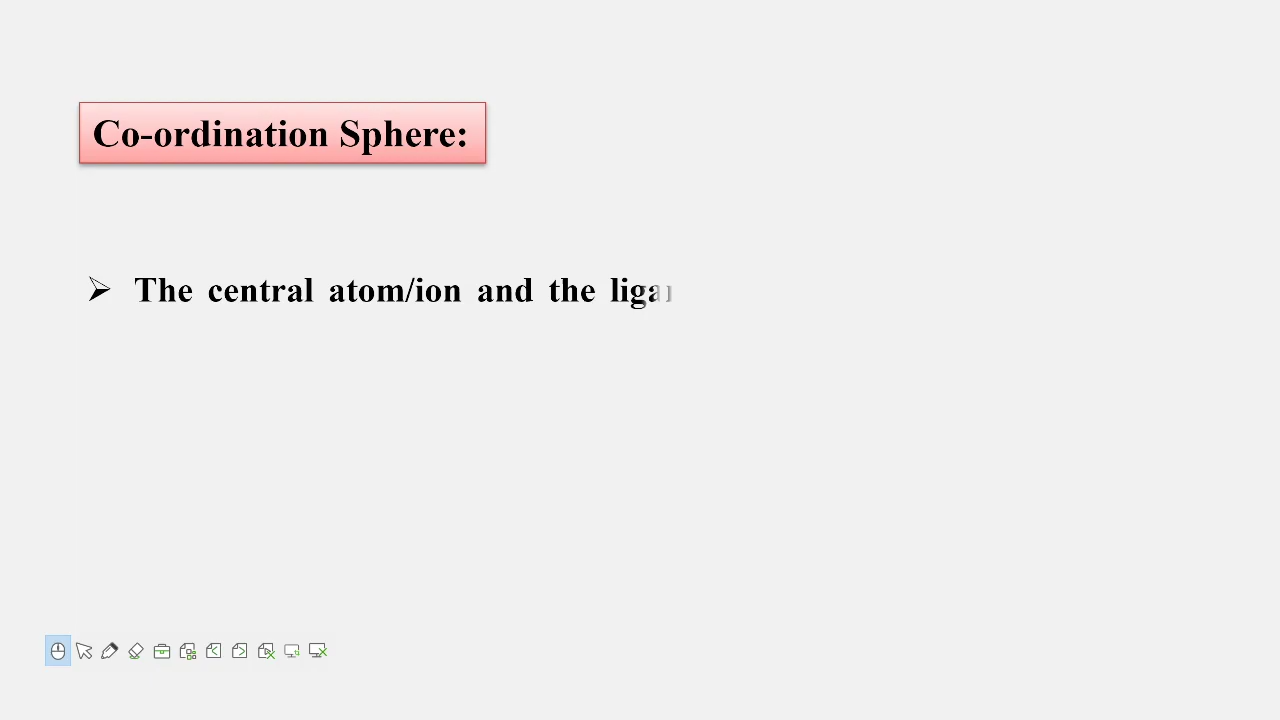 Co-ordination Sphere:
➢ The central atom/ion and the